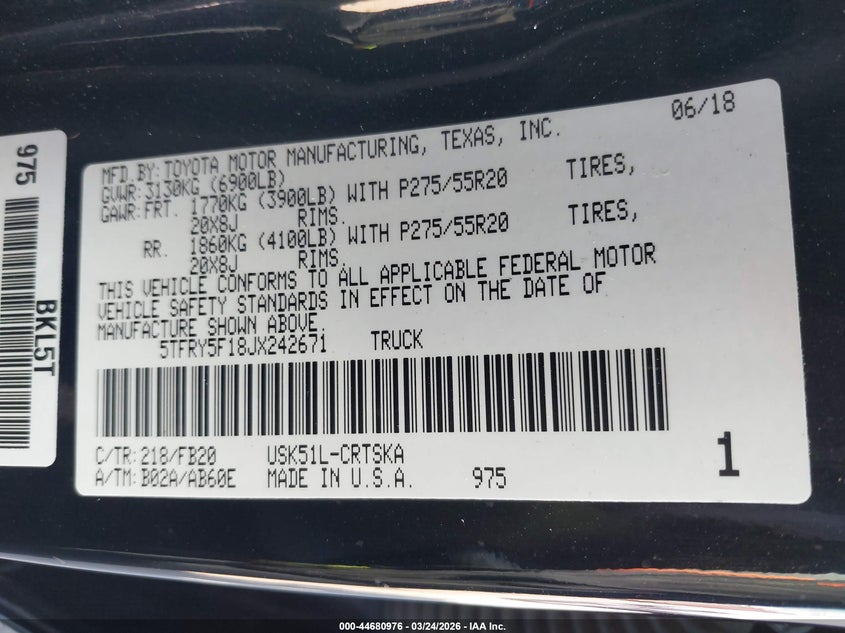 06/18
MFD.BY:TOYOTA MOTOR MANUFACTURING, TEXAS, INC.
GVWR:3130KG (6900LB)
GAWR:FRT. 1770KG (3900LB) WITH P275/55R20 TIRES,
20X8J RIMS.
RR. 1860KG (4100LB) WITH P275/55R20 TIRES,
20X8J RIMS.
THIS VEHICLE CONFORMS TO ALL APPLICABLE FEDERAL MOTOR
VEHICLE SAFETY STANDARDS IN EFFECT ON THE DATE OF
MANUFACTURE SHOWN ABOVE.
5TFRY5F18JX242671 TRUCK
C/TR:218/FB20 USK51L-CRTSKA
A/TM:B02A/AB60E MADE IN U.S.A. 975
1
975
BKL5T
000-44680976 - 03/24/2026 - IAA Inc.